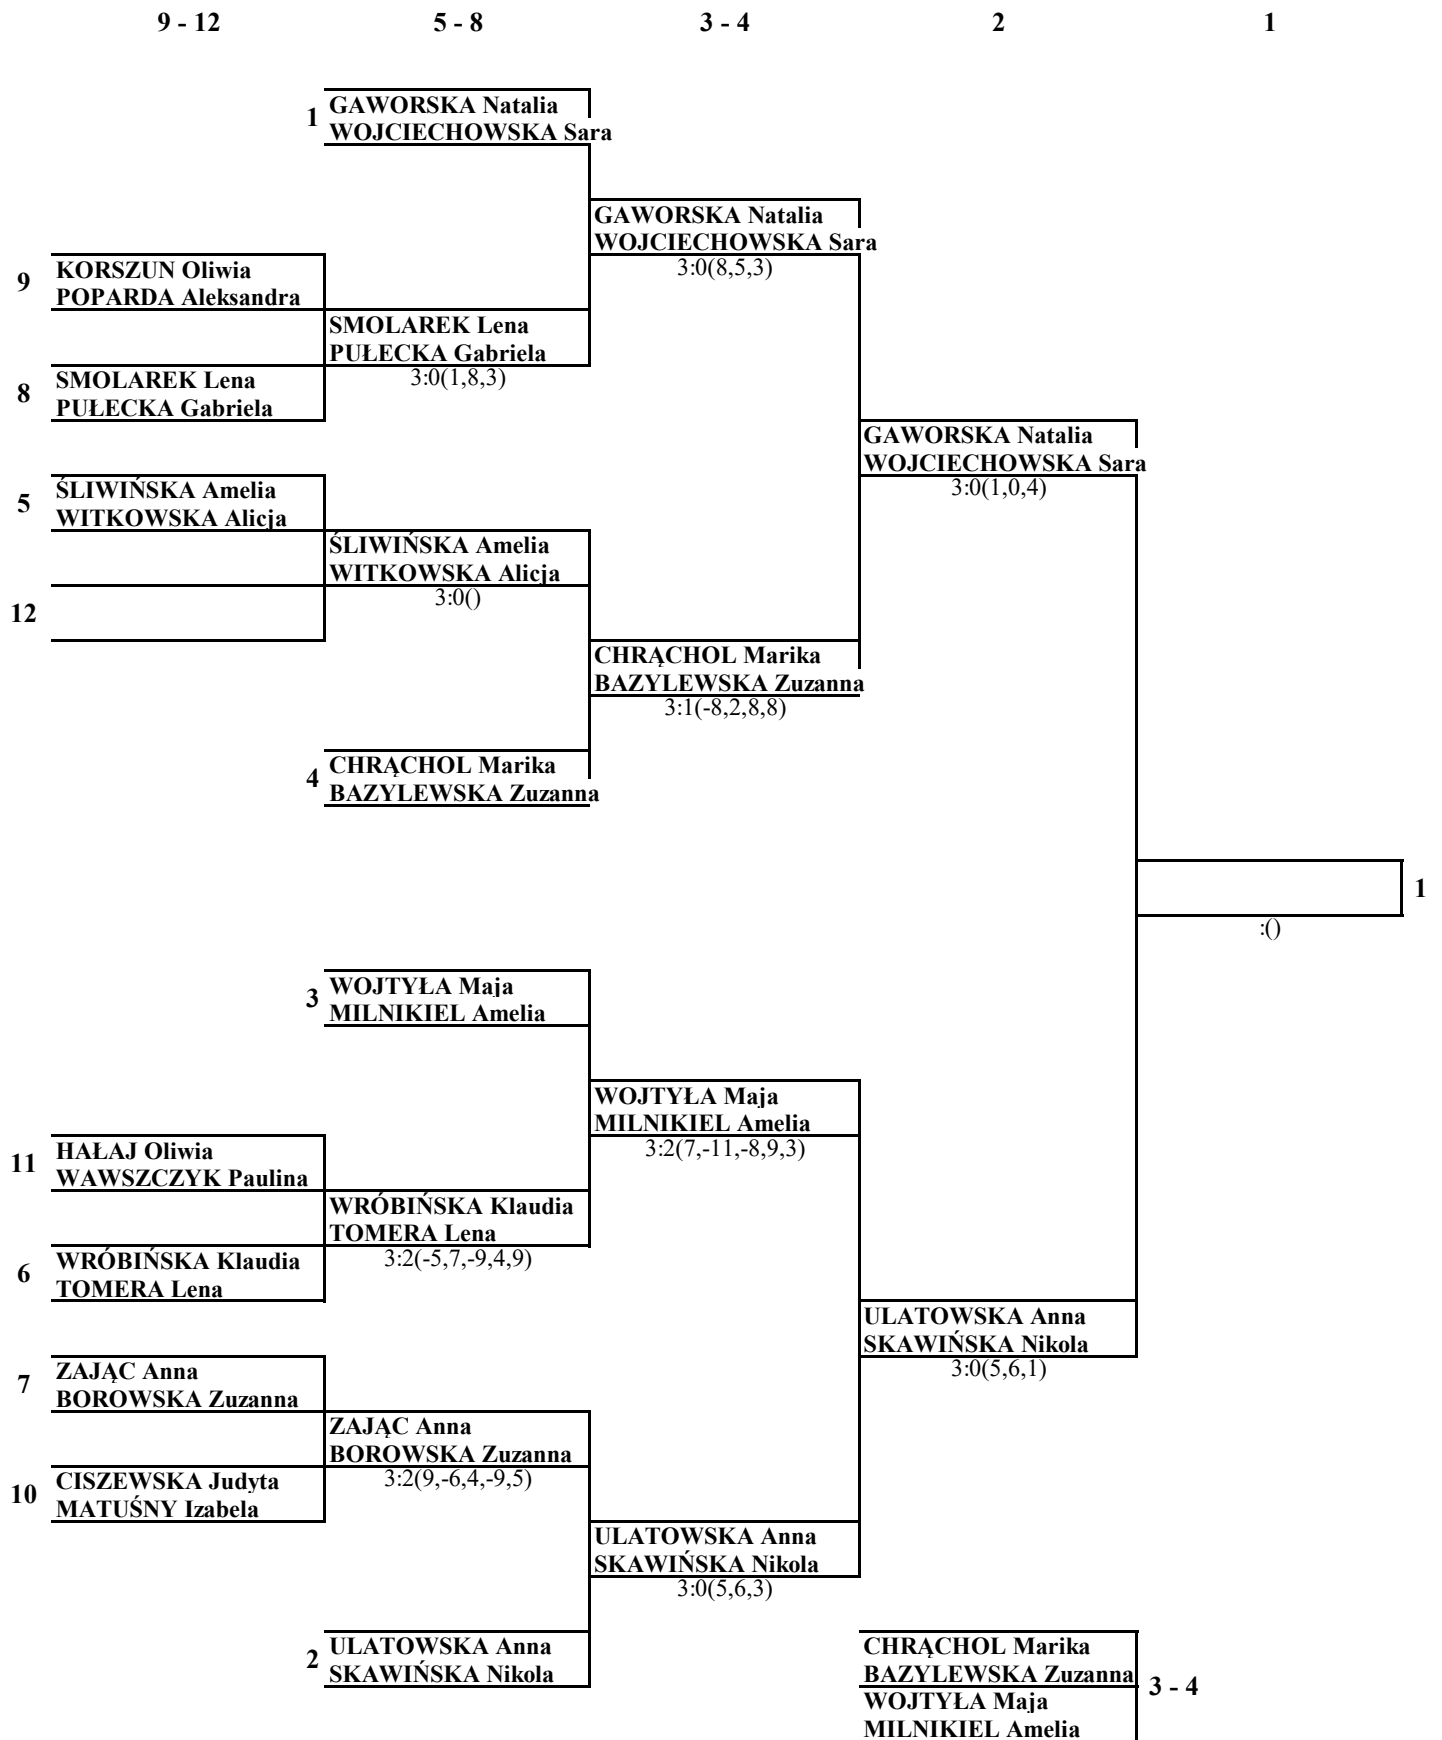 9 - 12 5 - 8 3 - 4 2 1
1 GAWORSKA Natalia
WOJCIECHOWSKA Sara
GAWORSKA Natalia
WOJCIECHOWSKA Sara
3:0(8,5,3)
9 KORSZUN Oliwia
POPARDA Aleksandra
SMOLAREK Lena
PUŁECKA Gabriela
3:0(1,8,3)
8 SMOLAREK Lena
PUŁECKA Gabriela
GAWORSKA Natalia
WOJCIECHOWSKA Sara
3:0(1,0,4)
5 ŚLIWIŃSKA Amelia
WITKOWSKA Alicja
ŚLIWIŃSKA Amelia
WITKOWSKA Alicja
3:0()
12
CHRĄCHOL Marika
BAZYLEWSKA Zuzanna
3:1(-8,2,8,8)
4 CHRĄCHOL Marika
BAZYLEWSKA Zuzanna
1
:()
3 WOJTYŁA Maja
MILNIKIEL Amelia
WOJTYŁA Maja
MILNIKIEL Amelia
3:2(7,-11,-8,9,3)
11 HAŁAJ Oliwia
WAWSZCZYK Paulina
WRÓBIŃSKA Klaudia
TOMERA Lena
3:2(-5,7,-9,4,9)
6 WRÓBIŃSKA Klaudia
TOMERA Lena
ULATOWSKA Anna
SKAWIŃSKA Nikola
3:0(5,6,1)
7 ZAJĄC Anna
BOROWSKA Zuzanna
ZAJĄC Anna
BOROWSKA Zuzanna
3:2(9,-6,4,-9,5)
10 CISZEWSKA Judyta
MATUŚNY Izabela
ULATOWSKA Anna
SKAWIŃSKA Nikola
3:0(5,6,3)
2 ULATOWSKA Anna
SKAWIŃSKA Nikola
CHRĄCHOL Marika
BAZYLEWSKA Zuzanna
3 - 4
WOJTYŁA Maja
MILNIKIEL Amelia